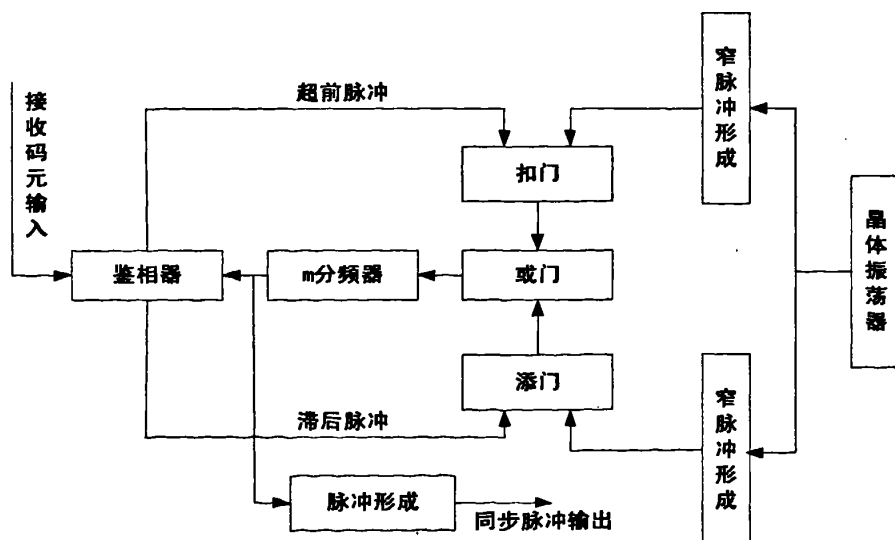 接收码元输入
超前脉冲
窄脉冲形成
扣门
晶体振荡器
鉴相器
m分频器
或门
添门
滞后脉冲
窄脉冲形成
脉冲形成
同步脉冲输出